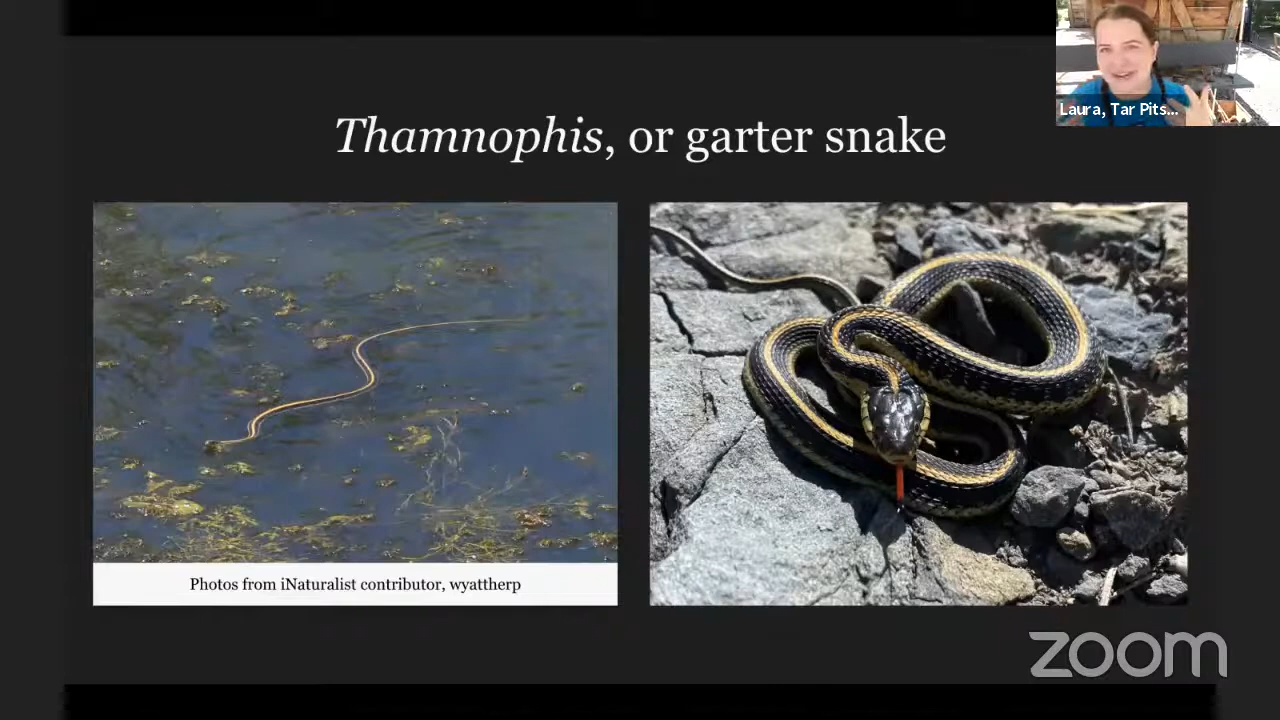 Laura, Tar Pits...
Thamnophis, or garter snake
Photos from iNaturalist contributor, wyattherp
zoom